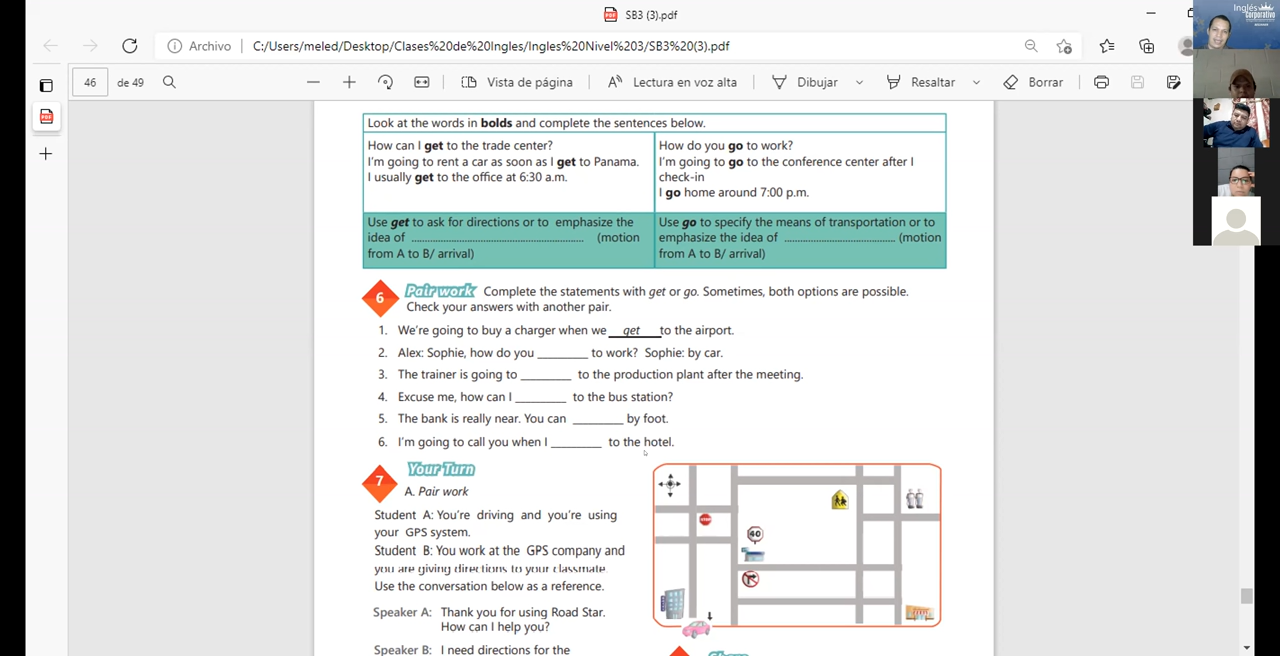 SB3 (3).pdf
Archivo
C:/Users/meled/Desktop/Clases%20de%20Ingles/Ingles%20Nivel%203/SB3%20(3).pdf
Inglés
Corporativo
46 de 49
Vista de página
Lectura en voz alta
Dibujar
Resaltar
Borrar
Look at the words in bolds and complete the sentences below.
How can I get to the trade center?
I'm going to rent a car as soon as I get to Panama.
I usually get to the office at 6:30 a.m.
How do you go to work?
I'm going to go to the conference center after I
check-in
I go home around 7:00 p.m.
Use get to ask for directions or to emphasize the
idea of ...................................................... (motion
from A to B/ arrival)
Use go to specify the means of transportation or to
emphasize the idea of ................................... (motion
from A to B/ arrival)
6 Pair work Complete the statements with get or go. Sometimes, both options are possible.
Check your answers with another pair.
1. We're going to buy a charger when we __get__ to the airport.
2. Alex: Sophie, how do you ________ to work? Sophie: by car.
3. The trainer is going to ________ to the production plant after the meeting.
4. Excuse me, how can I ________ to the bus station?
5. The bank is really near. You can ________ by foot.
6. I'm going to call you when I ________ to the hotel.
7 Your Turn
A. Pair work
Student A: You're driving and you're using
your GPS system.
Student B: You work at the GPS company and
you are giving directions to your classmate.
Use the conversation below as a reference.
Speaker A: Thank you for using Road Star.
How can I help you?
Speaker B: I need directions for the
STOP
40
Share